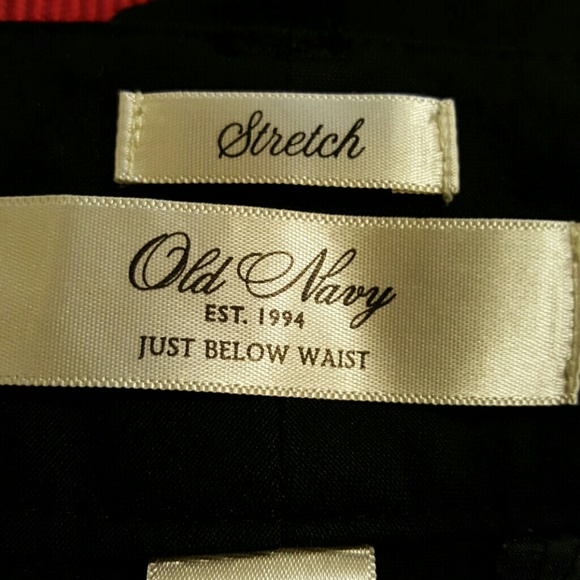 Stretch
Old Navy
EST. 1994
JUST BELOW WAIST